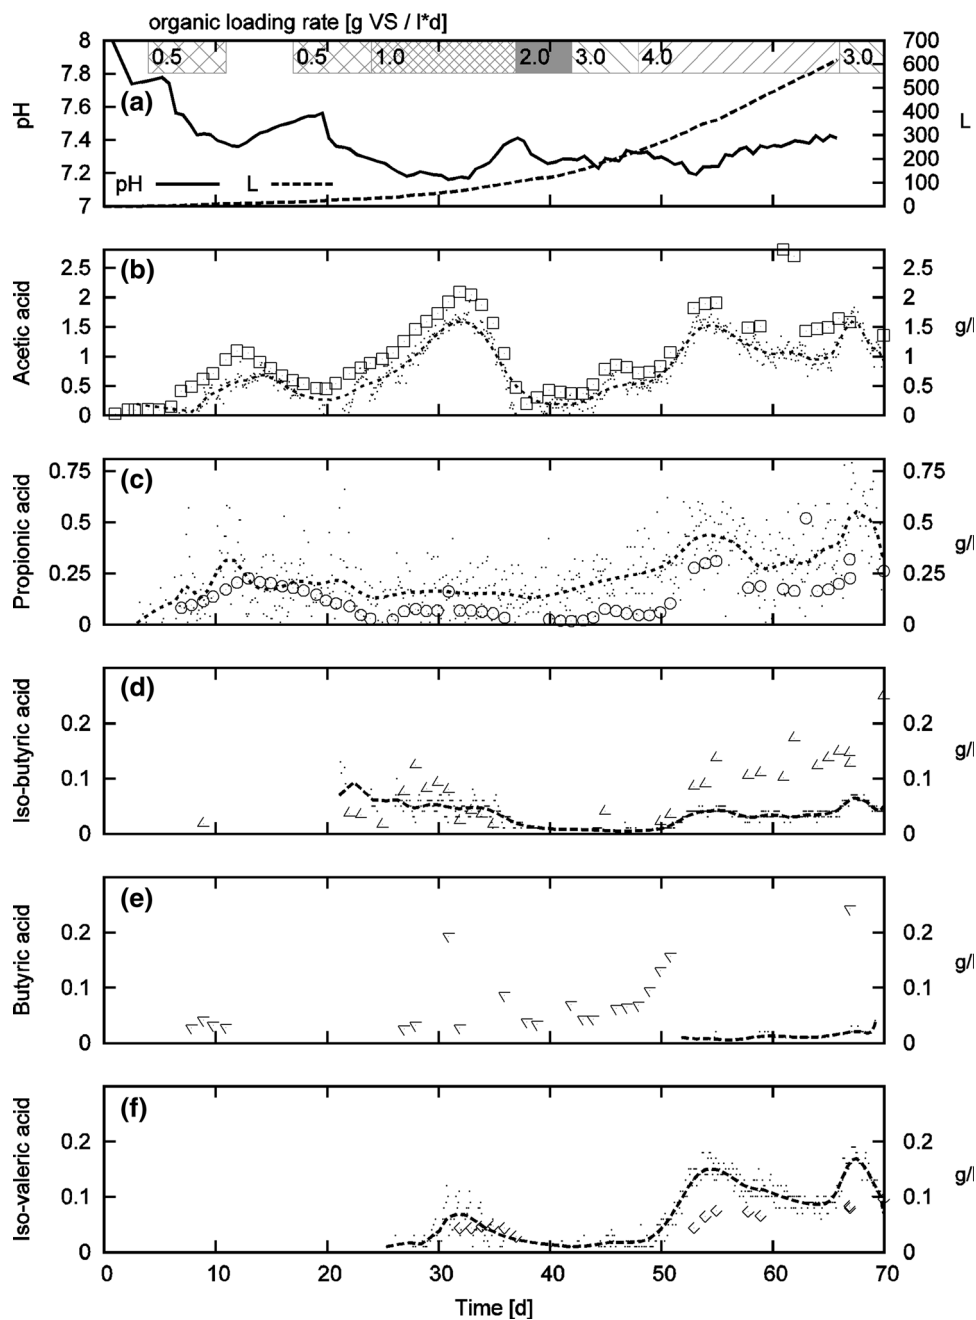 organic loading rate [g VS / l*d]
8 0.5 0.5 1.0 2.0 3.0 4.0 3.0 700
7.8 600
(a) 500
7.6 400
pH L
7.4 300
7.2 200
pH L 100
7 0
(b)
2.5 2.5
2 2
Acetic acid 1.5 1.5 g/l
1 1
0.5 0.5
0 0
(c)
0.75 0.75
Propionic acid 0.5 0.5 g/l
0.25 0.25
0 0
(d)
Iso-butyric acid 0.2 0.2 g/l
0.1 0.1
0 0
(e)
Butyric acid 0.2 0.2 g/l
0.1 0.1
0 0
(f)
Iso-valeric acid 0.2 0.2 g/l
0.1 0.1
0 0
0 10 20 30 40 50 60 70
Time [d]